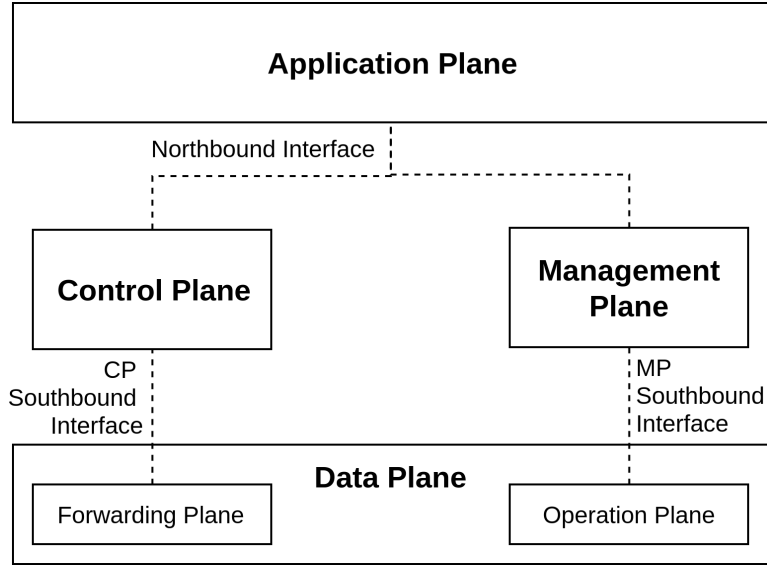 Application Plane
Northbound Interface
Control Plane
Management
Plane
CP
Southbound
Interface
MP
Southbound
Interface
Data Plane
Forwarding Plane
Operation Plane